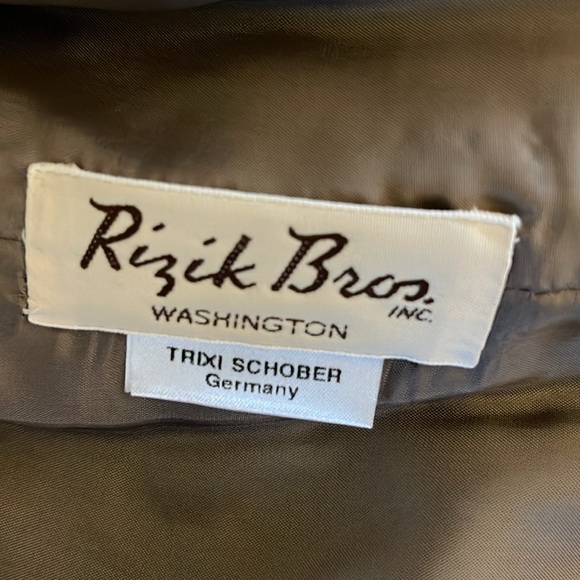 Rizik Bros.
INC.
WASHINGTON
TRIXI SCHOBER
Germany